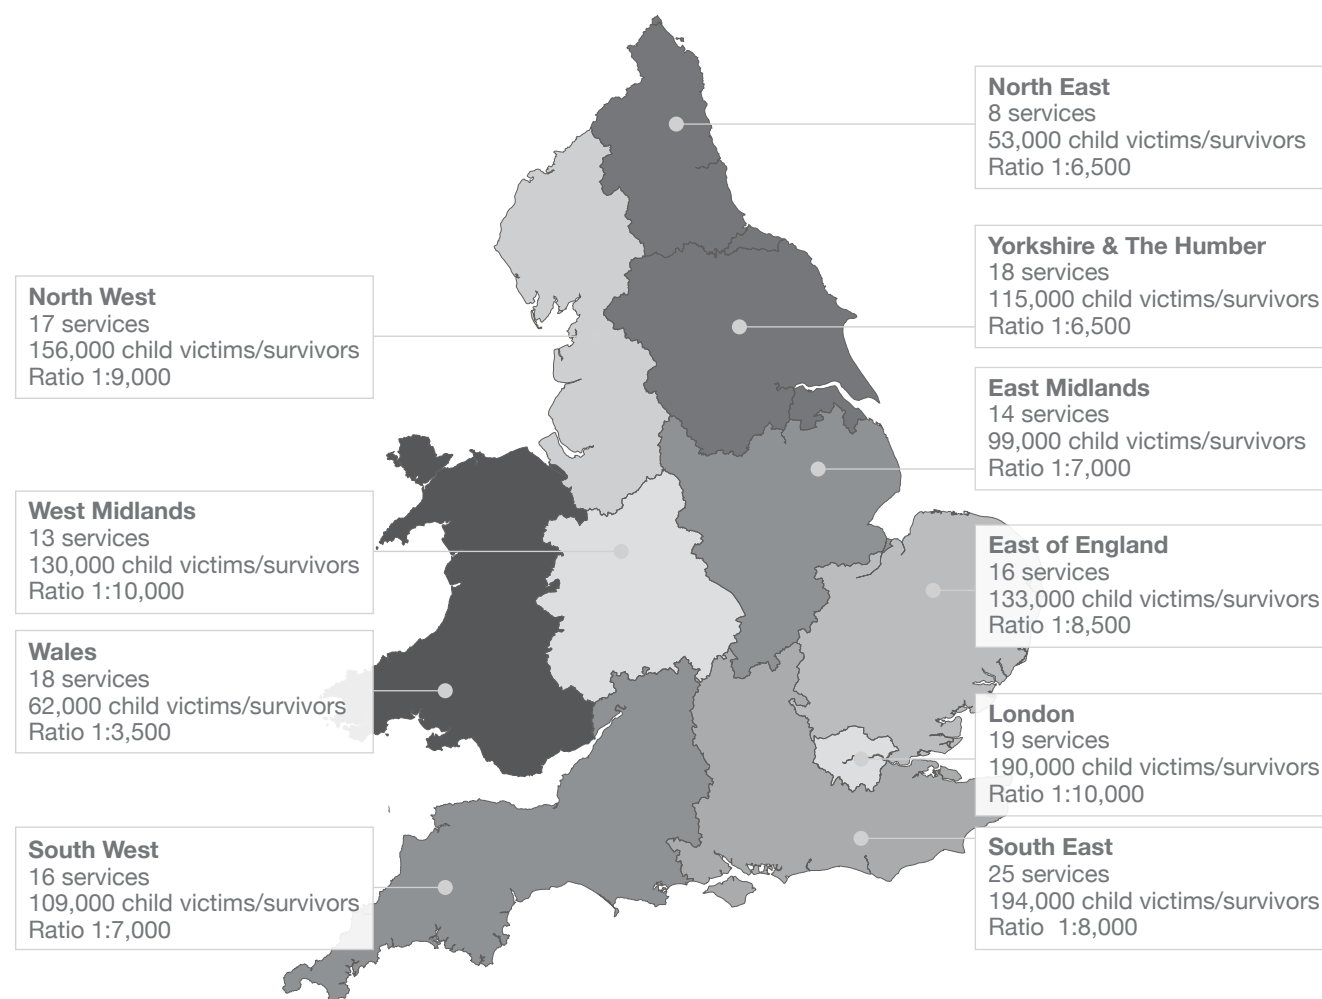 North East
8 services
53,000 child victims/survivors
Ratio 1:6,500
Yorkshire & The Humber
18 services
115,000 child victims/survivors
Ratio 1:6,500
North West
17 services
156,000 child victims/survivors
Ratio 1:9,000
East Midlands
14 services
99,000 child victims/survivors
Ratio 1:7,000
West Midlands
13 services
130,000 child victims/survivors
Ratio 1:10,000
East of England
16 services
133,000 child victims/survivors
Ratio 1:8,500
Wales
18 services
62,000 child victims/survivors
Ratio 1:3,500
London
19 services
190,000 child victims/survivors
Ratio 1:10,000
South West
16 services
109,000 child victims/survivors
Ratio 1:7,000
South East
25 services
194,000 child victims/survivors
Ratio  1:8,000